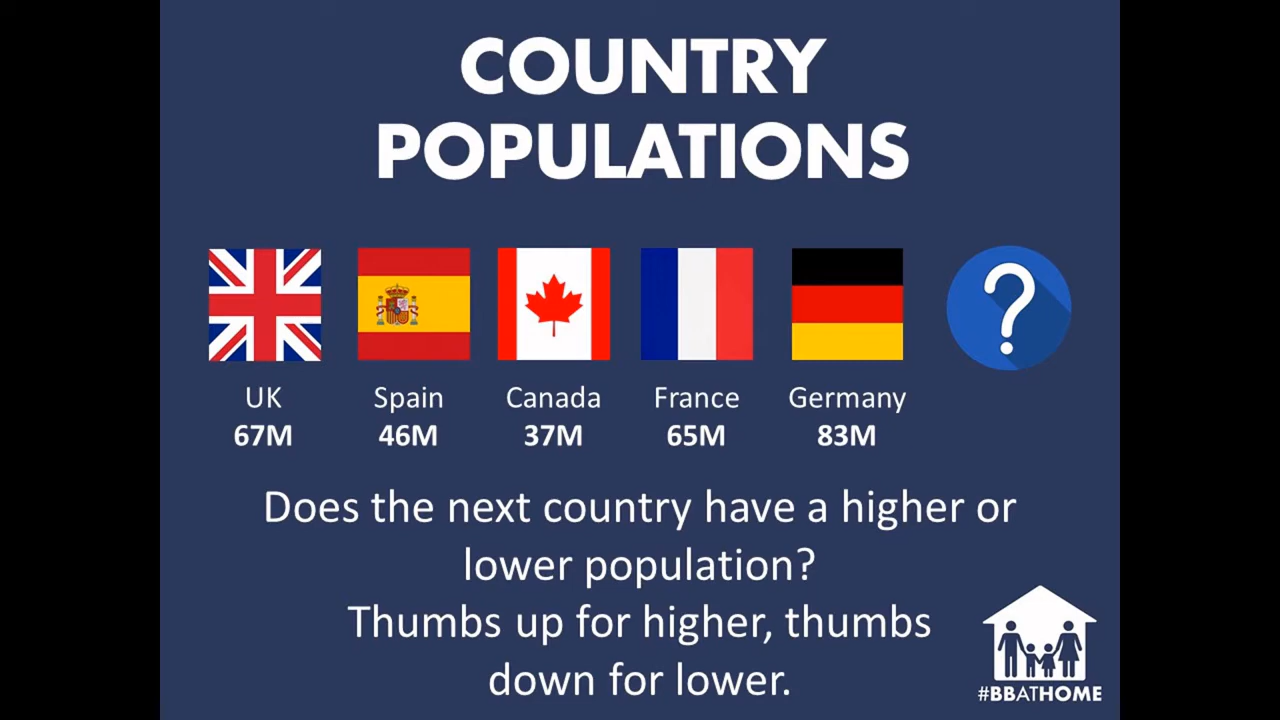 COUNTRY
POPULATIONS
?
UK
67M
Spain
46M
Canada
37M
France
65M
Germany
83M
Does the next country have a higher or
lower population?
Thumbs up for higher, thumbs
down for lower.
#BBATHOME